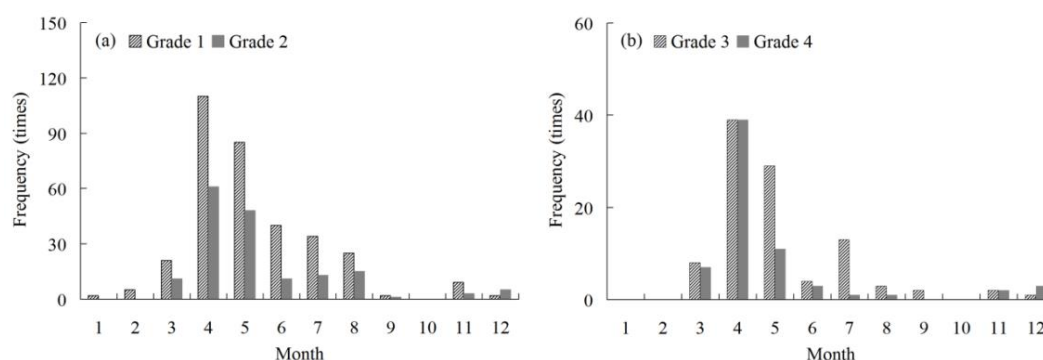 (a) Grade 1 Grade 2
150
120
90
60
30
0
Frequency (times)
1 2 3 4 5 6 7 8 9 10 11 12
Month
(b) Grade 3 Grade 4
60
40
20
0
Frequency (times)
1 2 3 4 5 6 7 8 9 10 11 12
Month